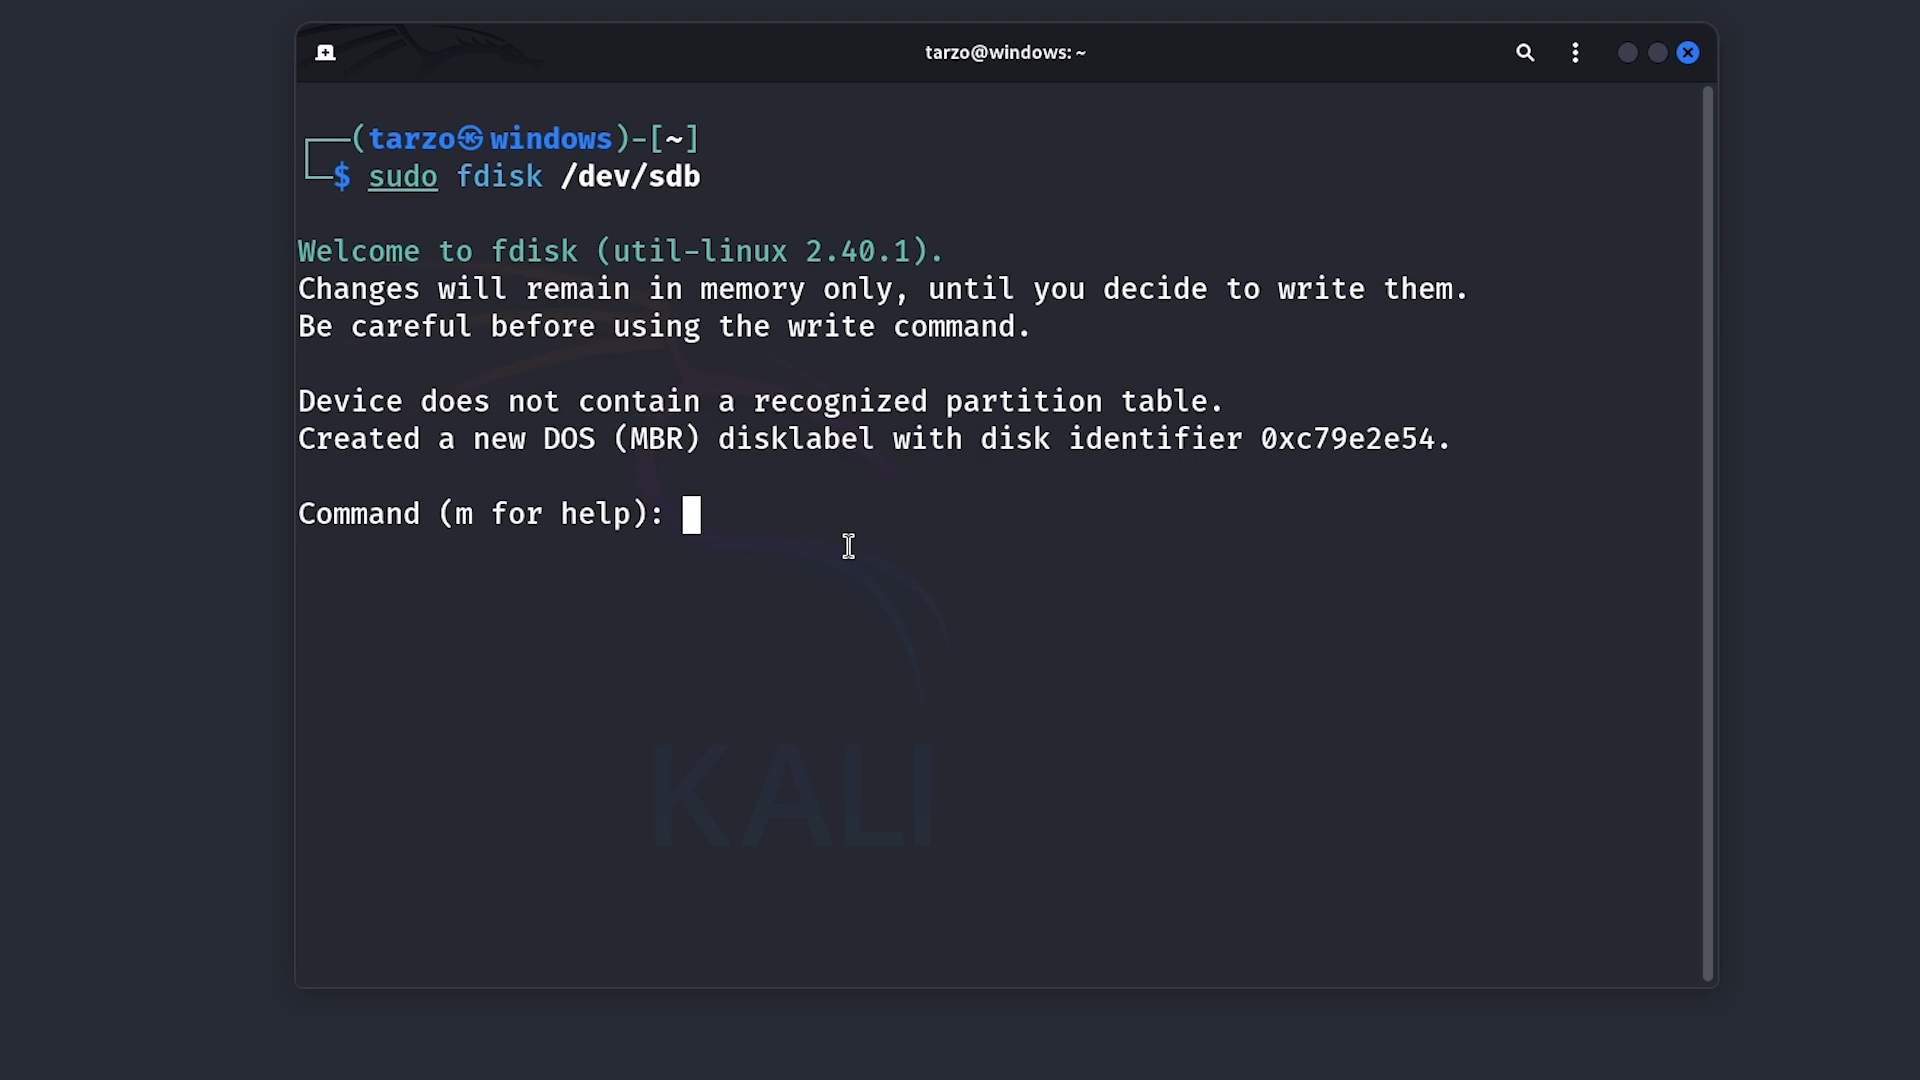 tarzo@windows: ~
┌──(tarzo㉿windows)-[~]
└─$ sudo fdisk /dev/sdb
Welcome to fdisk (util-linux 2.40.1).
Changes will remain in memory only, until you decide to write them.
Be careful before using the write command.
Device does not contain a recognized partition table.
Created a new DOS (MBR) disklabel with disk identifier 0xc79e2e54.
Command (m for help):
KALI